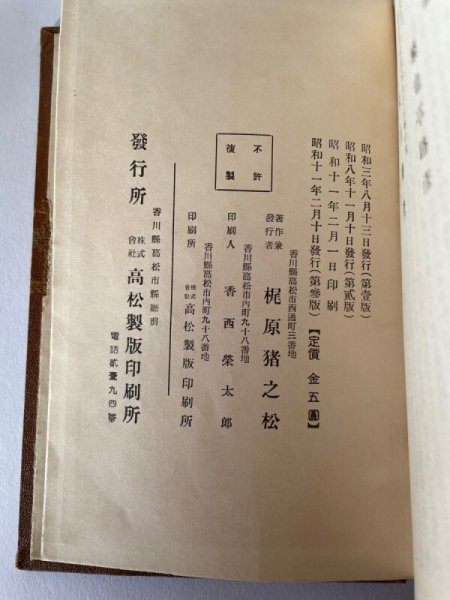 昭和三年八月十三日發行(第壹版)
昭和八年十一月十日發行(第貳版)
昭和十一年二月一日印刷
昭和十一年二月十日發行(第參版)
【定價 金五圓】
香川縣高松市西通町三番地
著作兼發行者 梶原猪之松
香川縣高松市內町九十八番地
印刷人 香西榮太郎
香川縣高松市內町九十八番地
印刷所 株式會社 高松製版印刷所
不許複製
香川縣高松市縣廳前
發行所 株式會社 高松製版印刷所
電話貳壹九四番